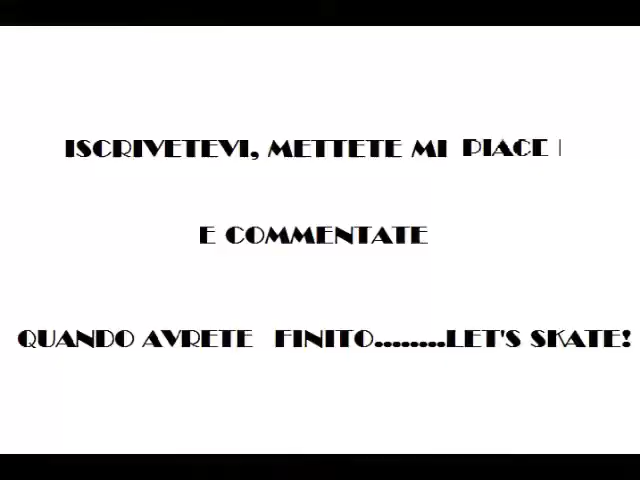 ISCRIVETEVI, METTETE MI PIACE
E COMMENTATE
QUANDO AVRETE FINITO........LET'S SKATE!